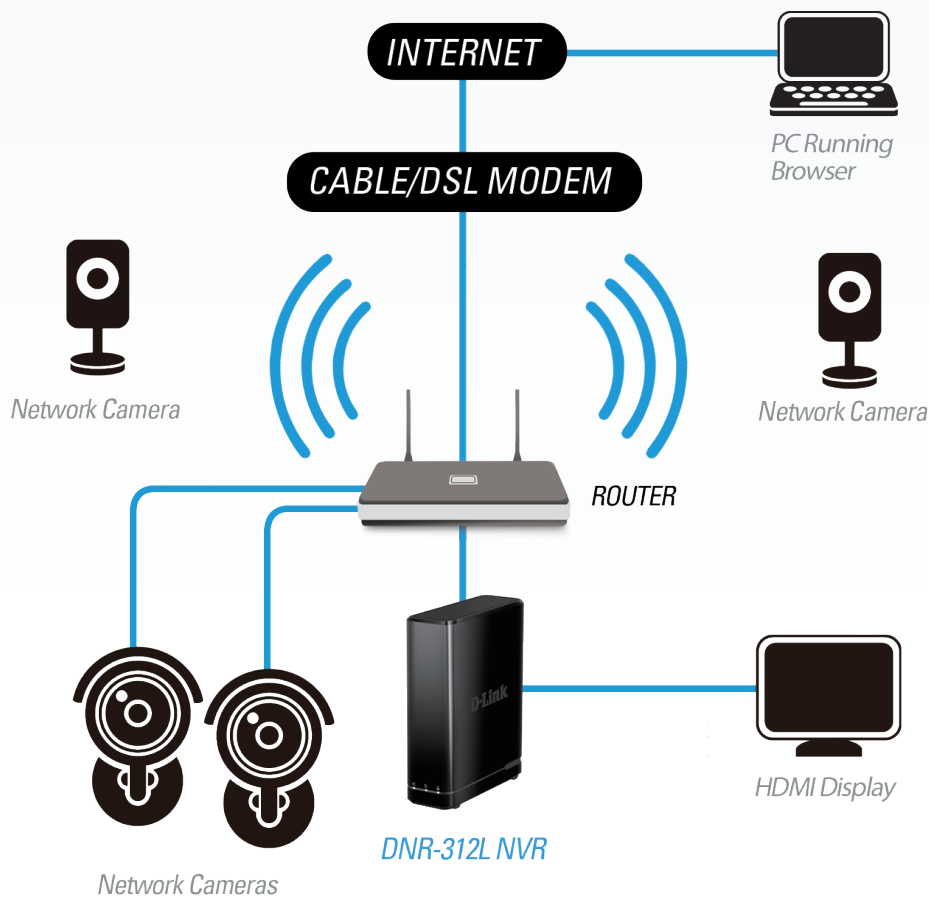 INTERNET
PC Running
Browser
CABLE/DSL MODEM
Network Camera
Network Camera
ROUTER
D-Link
HDMI Display
DNR-312L NVR
Network Cameras